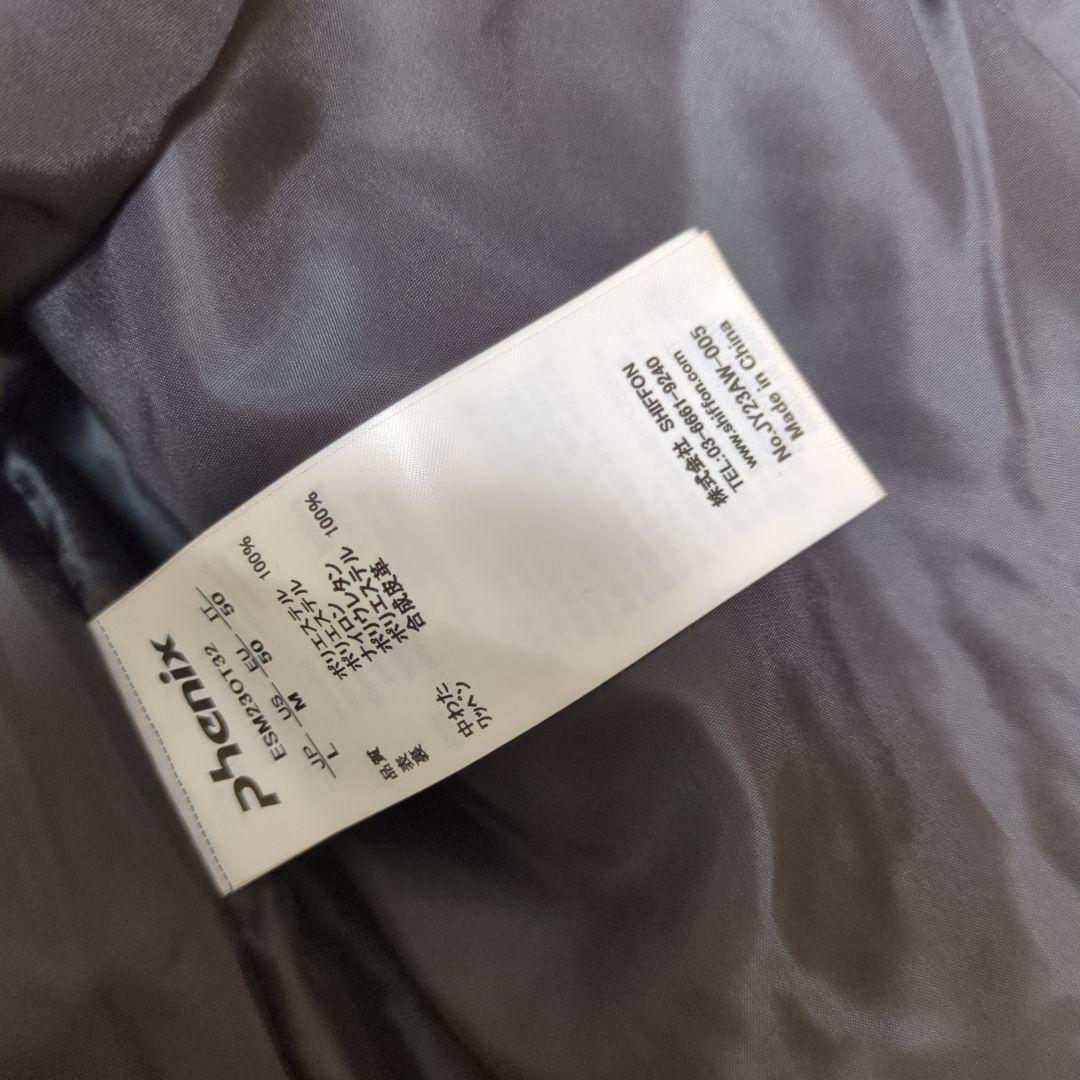 Phenix
ESM23OT32
JP US EU IT
L M 50 50
品質
表 ポリエステル 100%
裏 ポリエステル
ナイロン
ポリウレタン
中わた ポリエステル 100%
ワッペン 合成皮革
株式会社 SHIFFON
TEL:03-6661-9240
www.shiffon.com
No.JY23AW-005
Made in China